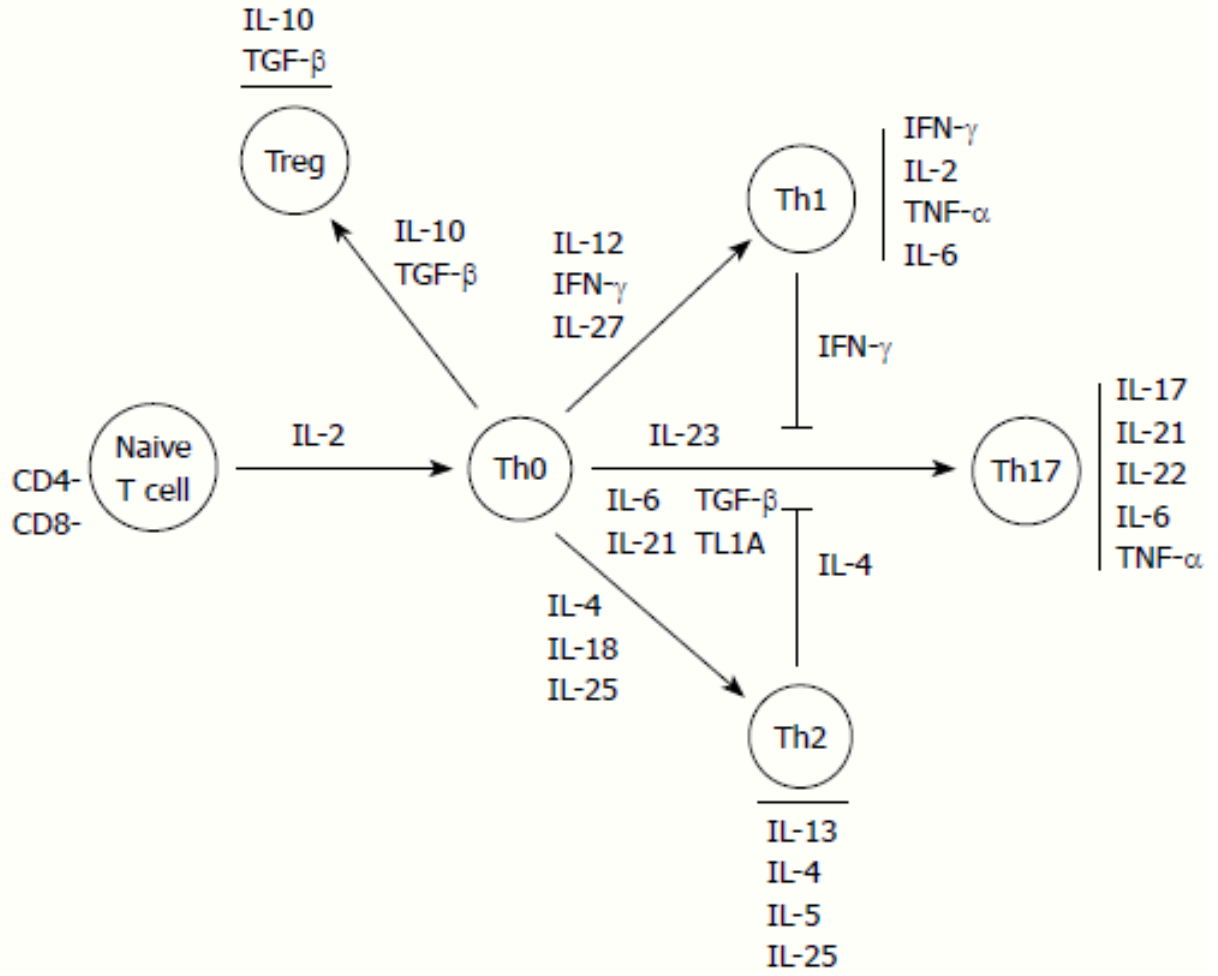 IL-10
TGF-β
Treg
IL-10
TGF-β
IL-12
IFN-γ
IL-27
Th1
IFN-γ
IL-2
TNF-α
IL-6
IFN-γ
Naive
T cell
CD4-
CD8-
IL-2
Th0
IL-23
IL-6 TGF-β
IL-21 TL1A
Th17
IL-17
IL-21
IL-22
IL-6
TNF-α
IL-4
IL-4
IL-18
IL-25
Th2
IL-13
IL-4
IL-5
IL-25